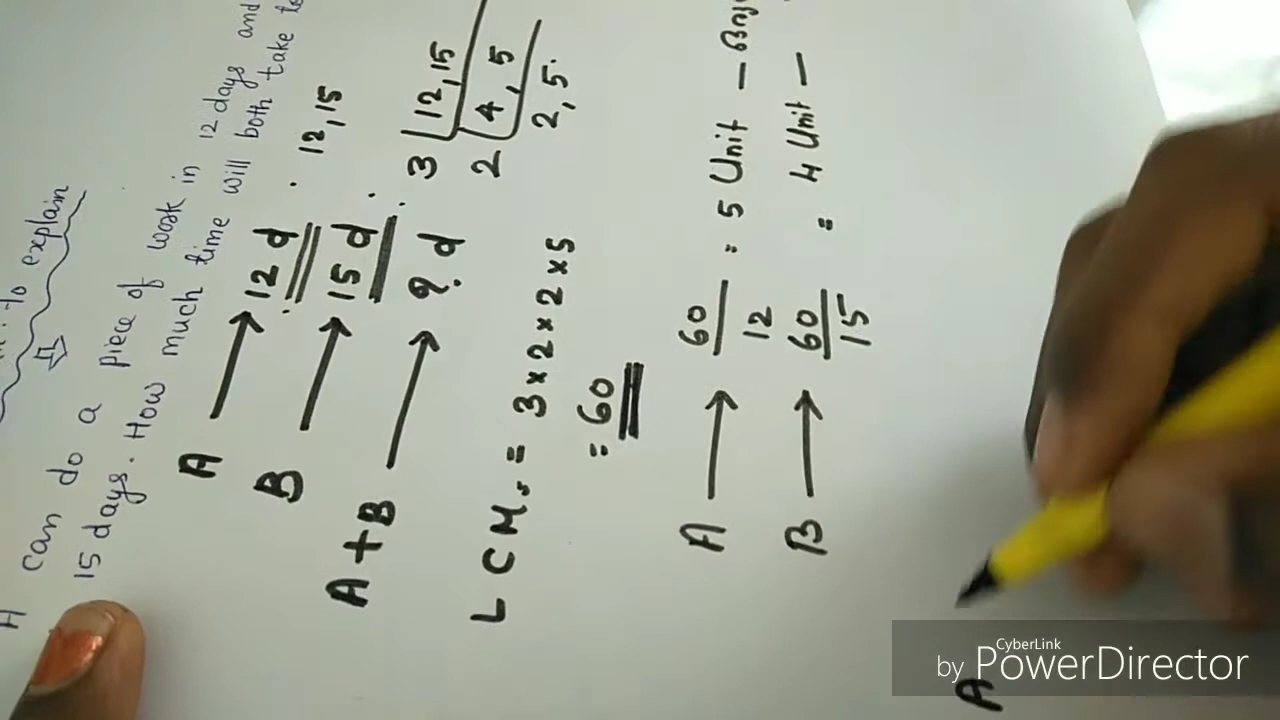 to explain
A can do a piece of work in 12 days and
15 days. How much time will both take to
A → 12 d
B → 15 d
A + B → ? d
12, 15
3 12, 15
2 4, 5
2, 5
LCM = 3 × 2 × 2 × 5
= 60
A → 60/12 = 5 Unit –
B → 60/15 = 4 Unit –
A
by CyberLink PowerDirector